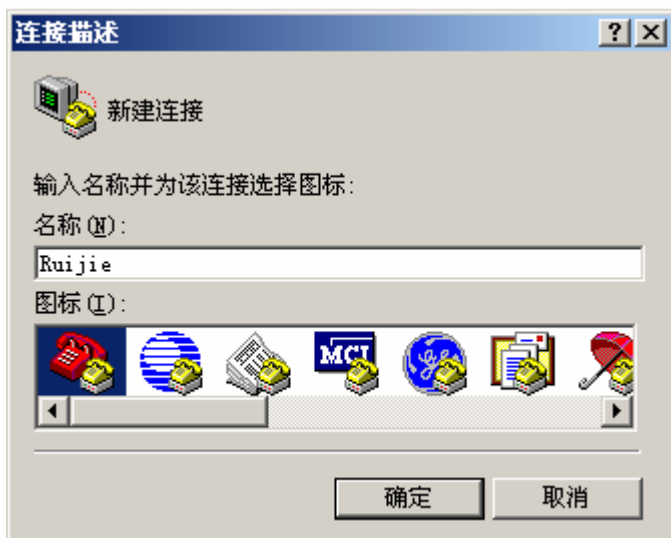 连接描述
新建连接
输入名称并为该连接选择图标:
名称(N):
Ruijie
图标(I):
MCI
确定
取消